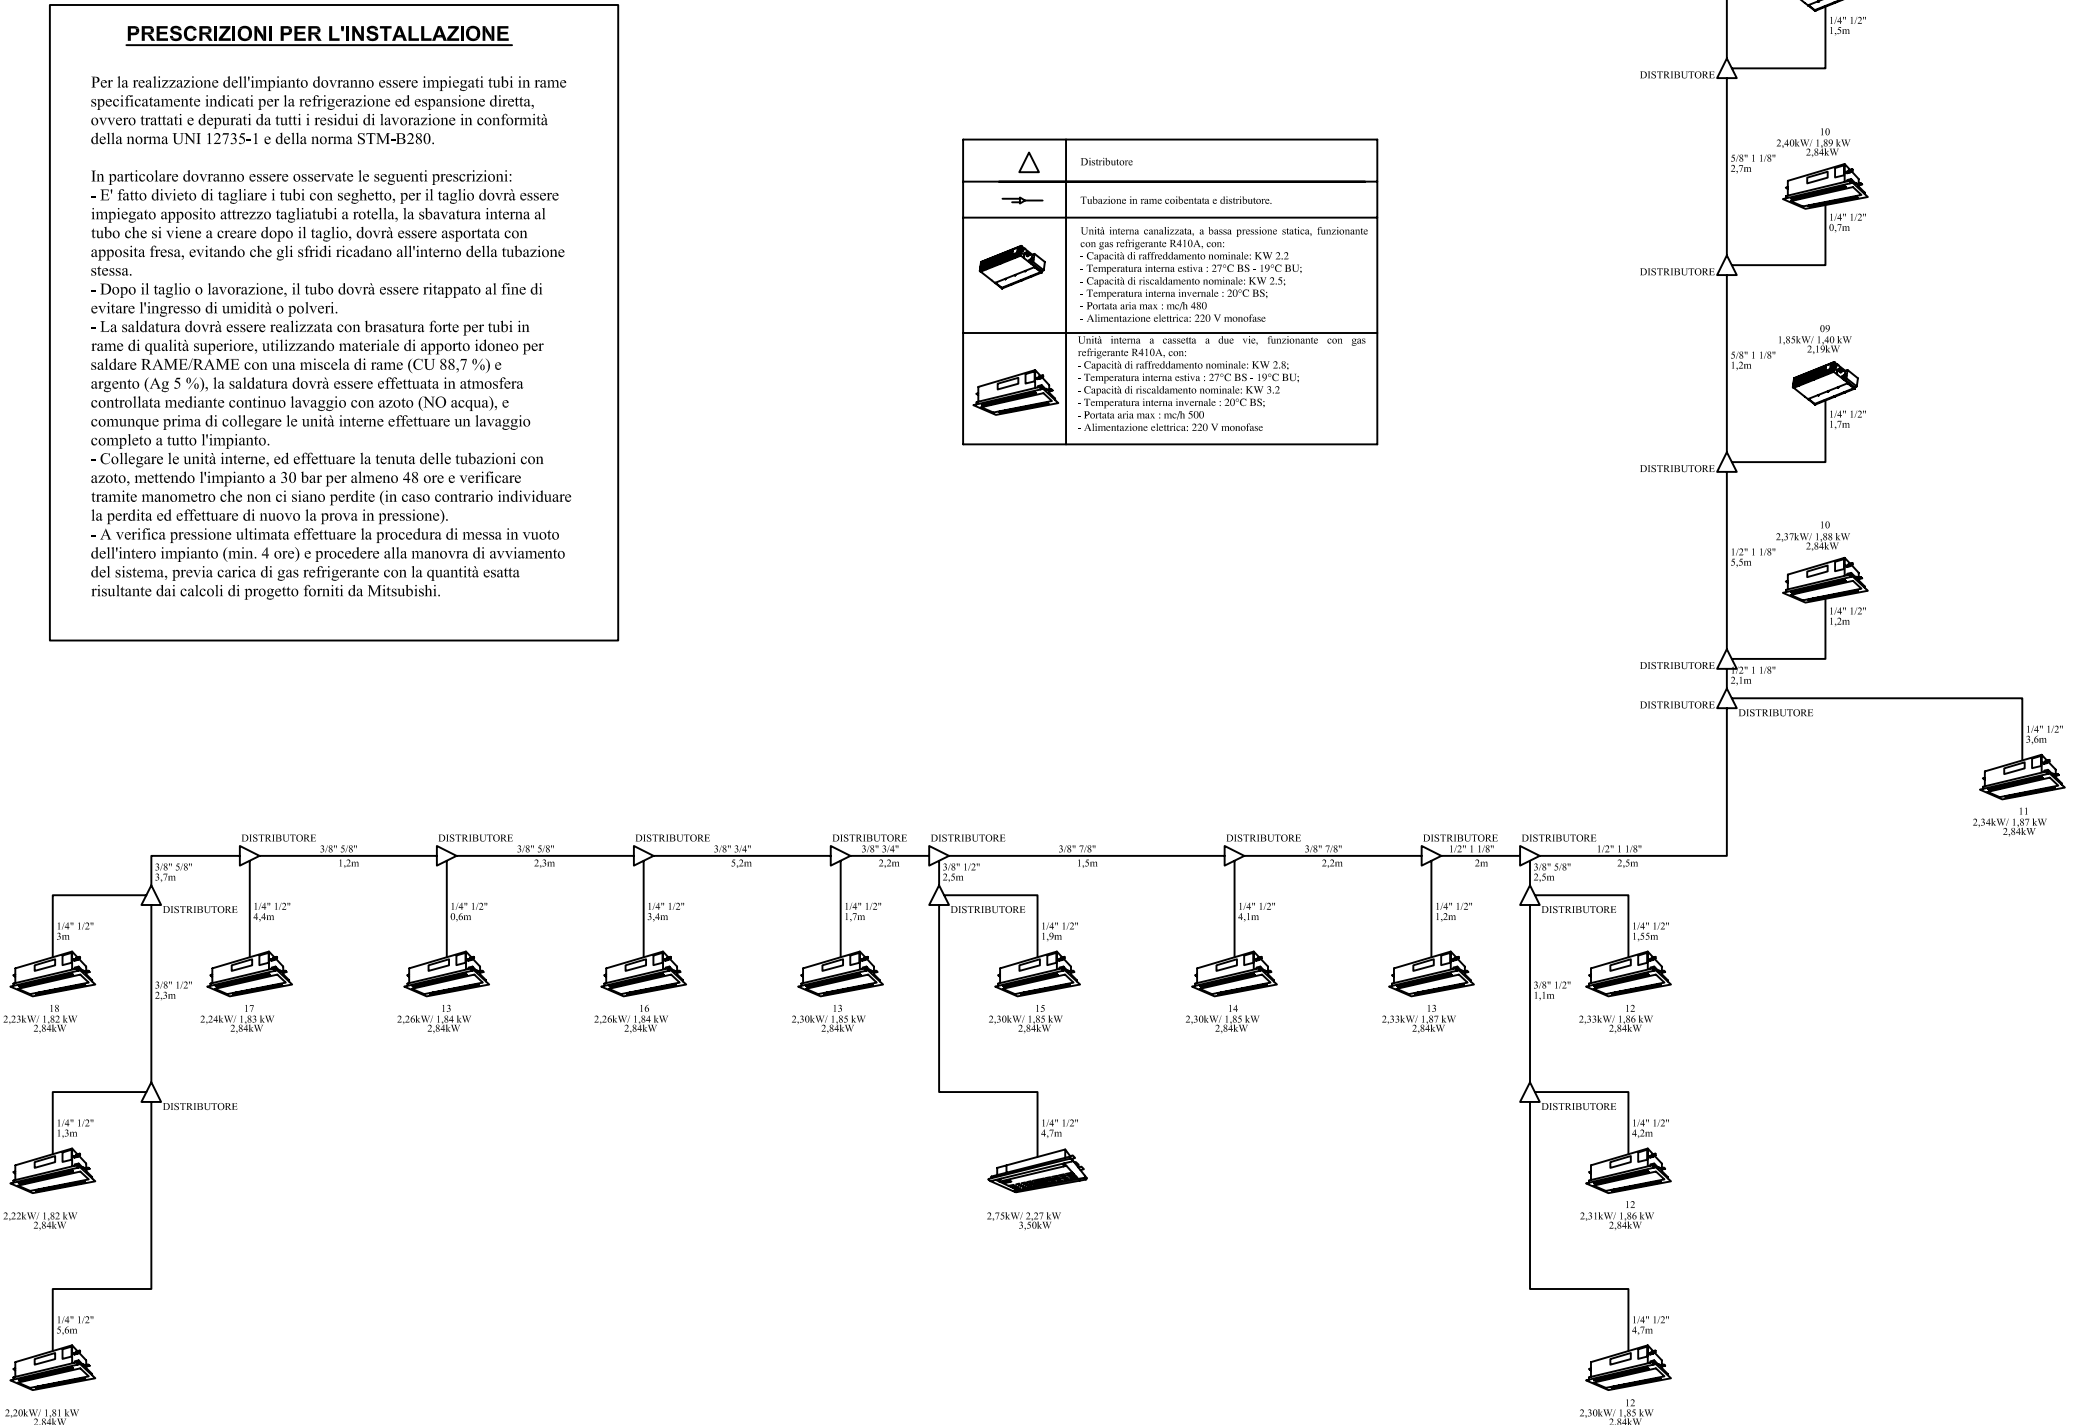 PRESCRIZIONI PER L'INSTALLAZIONE
Per la realizzazione dell'impianto dovranno essere impiegati tubi in rame
specificatamente indicati per la refrigerazione ed espansione diretta,
ovvero trattati e depurati da tutti i residui di lavorazione in conformità
della norma UNI 12735-1 e della norma STM-B280.
In particolare dovranno essere osservate le seguenti prescrizioni:
- E' fatto divieto di tagliare i tubi con seghetto, per il taglio dovrà essere
impiegato apposito attrezzo tagliatubi a rotella, la sbavatura interna al
tubo che si viene a creare dopo il taglio, dovrà essere asportata con
apposita fresa, evitando che gli sfridi ricadano all'interno della tubazione
stessa.
- Dopo il taglio o lavorazione, il tubo dovrà essere ritappato al fine di
evitare l'ingresso di umidità o polveri.
- La saldatura dovrà essere realizzata con brasatura forte per tubi in
rame di qualità superiore, utilizzando materiale di apporto idoneo per
saldare RAME/RAME con una miscela di rame (CU 88,7 %) e
argento (Ag 5 %), la saldatura dovrà essere effettuata in atmosfera
controllata mediante continuo lavaggio con azoto (NO acqua), e
comunque prima di collegare le unità interne effettuare un lavaggio
completo a tutto l'impianto.
- Collegare le unità interne, ed effettuare la tenuta delle tubazioni con
azoto, mettendo l'impianto a 30 bar per almeno 48 ore e verificare
tramite manometro che non ci siano perdite (in caso contrario individuare
la perdita ed effettuare di nuovo la prova in pressione).
- A verifica pressione ultimata effettuare la procedura di messa in vuoto
dell'intero impianto (min. 4 ore) e procedere alla manovra di avviamento
del sistema, previa carica di gas refrigerante con la quantità esatta
risultante dai calcoli di progetto forniti da Mitsubishi.
Distributore
Tubazione in rame coibentata e distributore.
Unità interna canalizzata, a bassa pressione statica, funzionante
con gas refrigerante R410A, con:
- Capacità di raffreddamento nominale: KW 2.2
- Temperatura interna estiva : 27°C BS - 19°C BU;
- Capacità di riscaldamento nominale: KW 2.5;
- Temperatura interna invernale : 20°C BS;
- Portata aria max : mc/h 480
- Alimentazione elettrica: 220 V monofase
Unità interna a cassetta a due vie, funzionante con gas
refrigerante R410A, con:
- Capacità di raffreddamento nominale: KW 2.8;
- Temperatura interna estiva : 27°C BS - 19°C BU;
- Capacità di riscaldamento nominale: KW 3.2
- Temperatura interna invernale : 20°C BS;
- Portata aria max : mc/h 500
- Alimentazione elettrica: 220 V monofase
1/4" 1/2"
1,5m
DISTRIBUTORE
10
2,40kW/ 1,89 kW
2,84kW
5/8" 1 1/8"
2,7m
1/4" 1/2"
0,7m
DISTRIBUTORE
09
1,85kW/ 1,40 kW
2,19kW
5/8" 1 1/8"
1,2m
1/4" 1/2"
1,7m
DISTRIBUTORE
10
2,37kW/ 1,88 kW
2,84kW
1/2" 1 1/8"
5,5m
1/4" 1/2"
1,2m
DISTRIBUTORE
1/2" 1 1/8"
2,1m
DISTRIBUTORE
DISTRIBUTORE
1/4" 1/2"
3,6m
11
2,34kW/ 1,87 kW
2,84kW
DISTRIBUTORE
DISTRIBUTORE
DISTRIBUTORE
DISTRIBUTORE
DISTRIBUTORE
DISTRIBUTORE
DISTRIBUTORE
DISTRIBUTORE
3/8" 5/8"
1,2m
3/8" 5/8"
2,3m
3/8" 3/4"
5,2m
3/8" 3/4"
2,2m
3/8" 7/8"
1,5m
3/8" 7/8"
2,2m
1/2" 1 1/8"
2m
1/2" 1 1/8"
2,5m
3/8" 5/8"
3,7m
3/8" 1/2"
2,5m
3/8" 5/8"
2,5m
DISTRIBUTORE
DISTRIBUTORE
DISTRIBUTORE
1/4" 1/2"
3m
1/4" 1/2"
4,4m
1/4" 1/2"
0,6m
1/4" 1/2"
3,4m
1/4" 1/2"
1,7m
1/4" 1/2"
1,9m
1/4" 1/2"
4,1m
1/4" 1/2"
1,2m
1/4" 1/2"
1,55m
3/8" 1/2"
2,3m
3/8" 1/2"
1,1m
18
2,23kW/ 1,82 kW
2,84kW
17
2,24kW/ 1,83 kW
2,84kW
13
2,26kW/ 1,84 kW
2,84kW
16
2,26kW/ 1,84 kW
2,84kW
13
2,30kW/ 1,85 kW
2,84kW
15
2,30kW/ 1,85 kW
2,84kW
14
2,30kW/ 1,85 kW
2,84kW
13
2,33kW/ 1,87 kW
2,84kW
12
2,33kW/ 1,86 kW
2,84kW
DISTRIBUTORE
DISTRIBUTORE
1/4" 1/2"
1,3m
1/4" 1/2"
4,7m
1/4" 1/2"
4,2m
2,22kW/ 1,82 kW
2,84kW
2,75kW/ 2,27 kW
3,50kW
12
2,31kW/ 1,86 kW
2,84kW
1/4" 1/2"
5,6m
1/4" 1/2"
4,7m
2,20kW/ 1,81 kW
2,84kW
12
2,30kW/ 1,85 kW
2,84kW